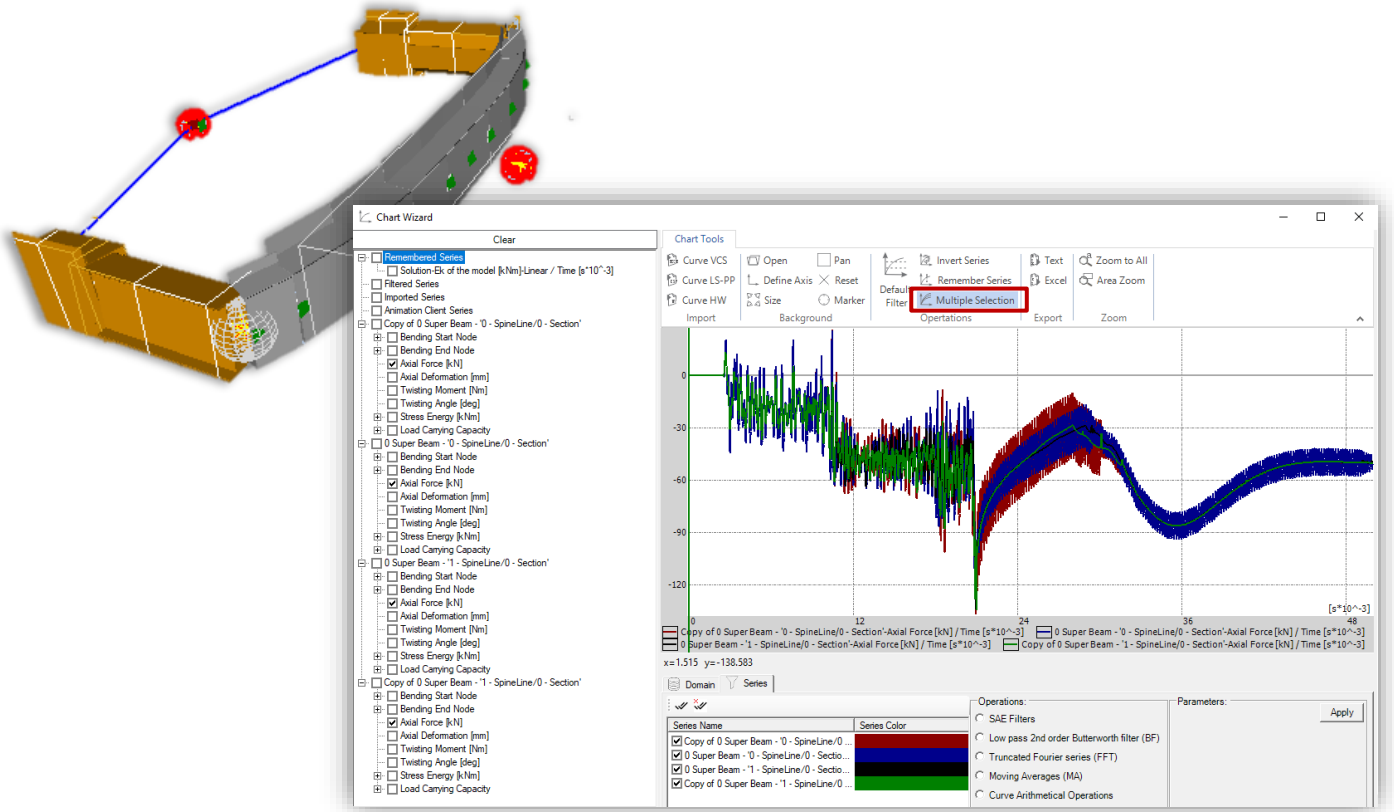 Chart Wizard
Clear
Remembered Series
Solution-Ek of the model [kNm]-Linear / Time [s*10^-3]
Filtered Series
Imported Series
Animation Client Series
Copy of 0 Super Beam - '0 - SpineLine/0 - Section'
Bending Start Node
Bending End Node
Axial Force [kN]
Axial Deformation [mm]
Twisting Moment [Nm]
Twisting Angle [deg]
Stress Energy [kNm]
Load Carrying Capacity
0 Super Beam - '0 - SpineLine/0 - Section'
Bending Start Node
Bending End Node
Axial Force [kN]
Axial Deformation [mm]
Twisting Moment [Nm]
Twisting Angle [deg]
Stress Energy [kNm]
Load Carrying Capacity
0 Super Beam - '1 - SpineLine/0 - Section'
Bending Start Node
Bending End Node
Axial Force [kN]
Axial Deformation [mm]
Twisting Moment [Nm]
Twisting Angle [deg]
Stress Energy [kNm]
Load Carrying Capacity
Copy of 0 Super Beam - '1 - SpineLine/0 - Section'
Bending Start Node
Bending End Node
Axial Force [kN]
Axial Deformation [mm]
Twisting Moment [Nm]
Twisting Angle [deg]
Stress Energy [kNm]
Load Carrying Capacity
Chart Tools
Curve VCS Open Pan Invert Series Text Zoom to All
Curve LS-PP Define Axis Reset Default Remember Series Excel Area Zoom
Curve HW Size Marker Filter Multiple Selection
Import Background Opertations Export Zoom
0
-30
-60
-90
-120
[s*10^-3]
0 12 24 36 48
Copy of 0 Super Beam - '0 - SpineLine/0 - Section'-Axial Force [kN] / Time [s*10^-3] 0 Super Beam - '0 - SpineLine/0 - Section'-Axial Force [kN] / Time [s*10^-3]
0 Super Beam - '1 - SpineLine/0 - Section'-Axial Force [kN] / Time [s*10^-3] Copy of 0 Super Beam - '1 - SpineLine/0 - Section'-Axial Force [kN] / Time [s*10^-3]
x=1.515 y=-138.583
Domain Series
Series Name Series Color
Copy of 0 Super Beam - '0 - SpineLine/0 ...
0 Super Beam - '0 - SpineLine/0 - Sectio...
0 Super Beam - '1 - SpineLine/0 - Sectio...
Copy of 0 Super Beam - '1 - SpineLine/0 ...
Operations:
SAE Filters
Low pass 2nd order Butterworth filter (BF)
Truncated Fourier series (FFT)
Moving Averages (MA)
Curve Arithmetical Operations
Parameters:
Apply